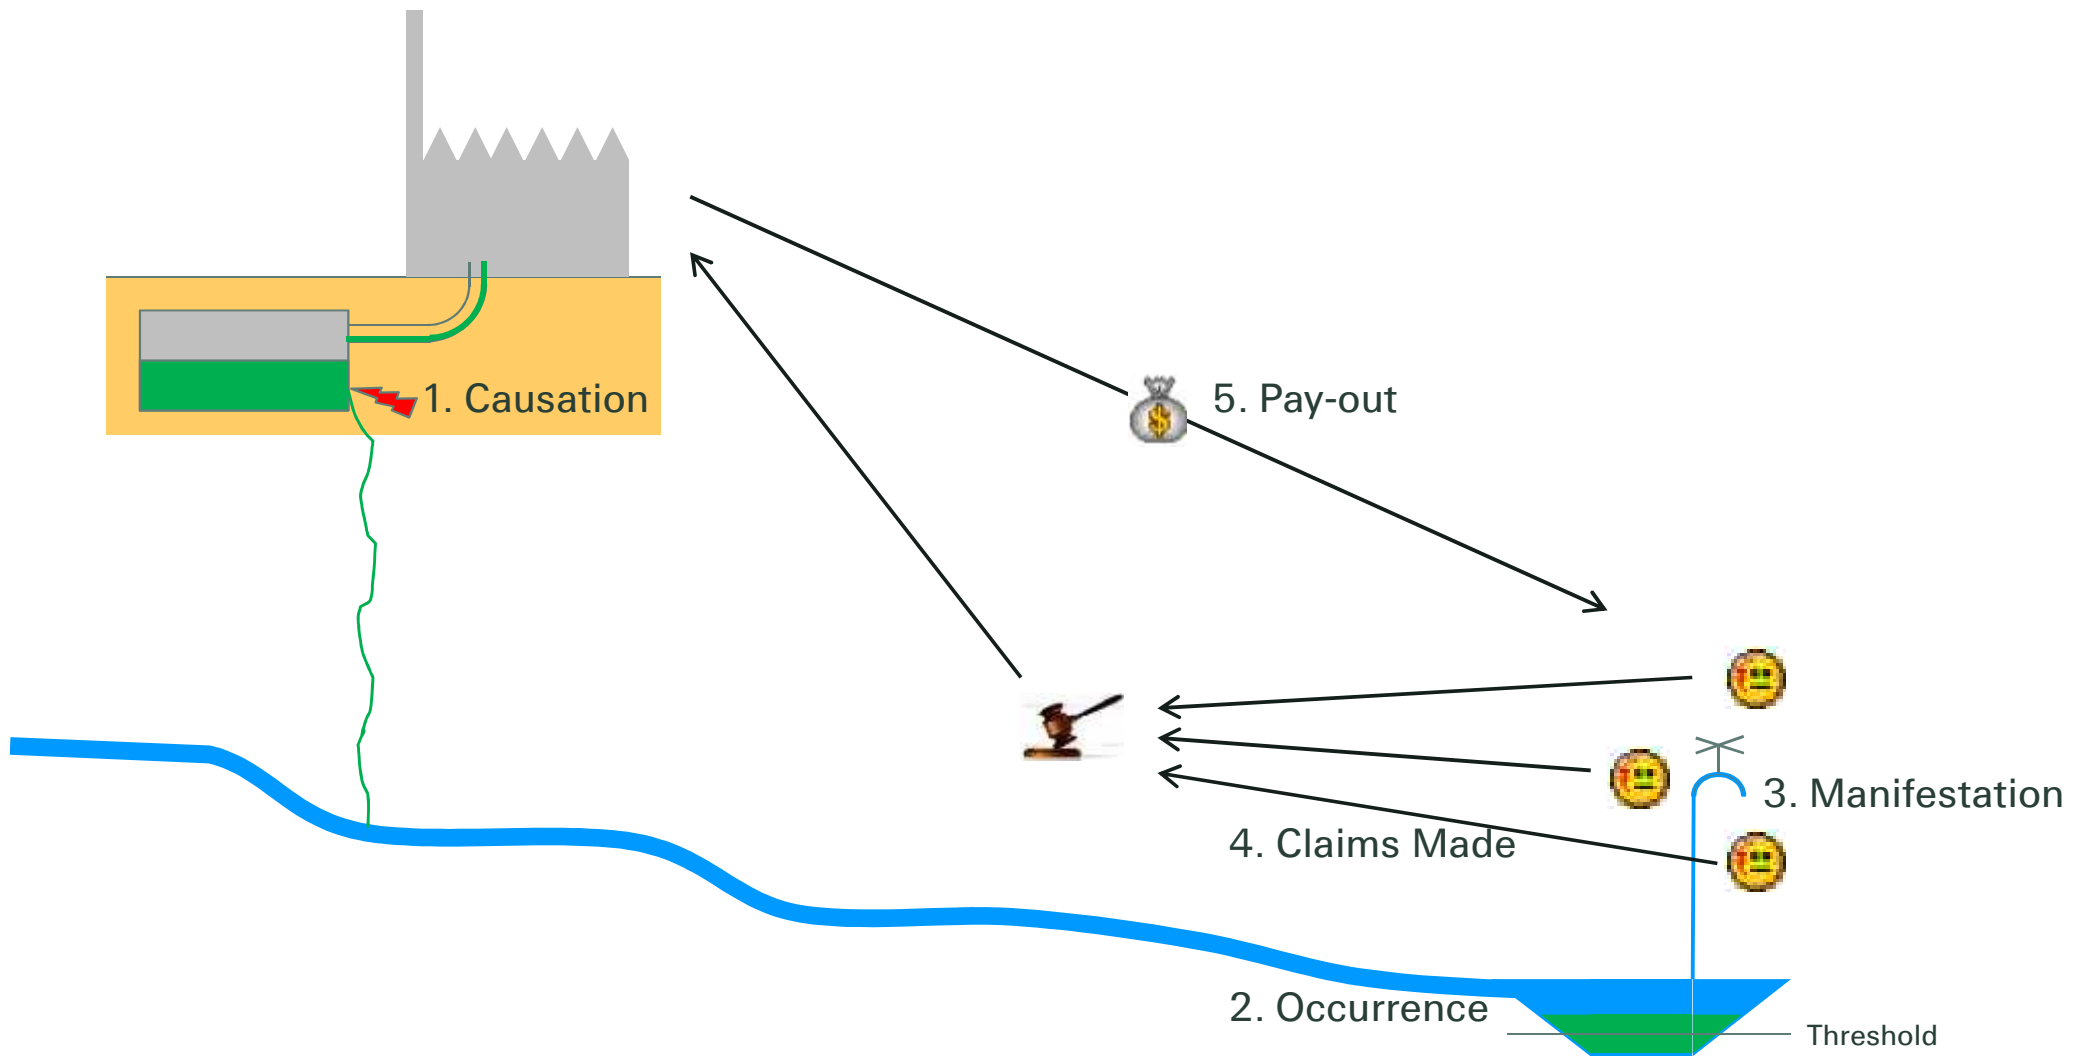 1. Causation
5. Pay-out
3. Manifestation
4. Claims Made
2. Occurrence
Threshold